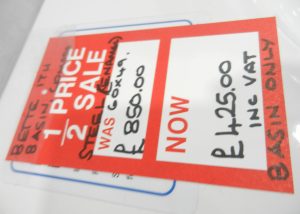 BETTE ITU
BASIN
1/2 PRICE
SALE
STEEL/ENAMEL
WAS 60X49.
£ 850.00
NOW
£425.00
INC VAT
BASIN ONLY